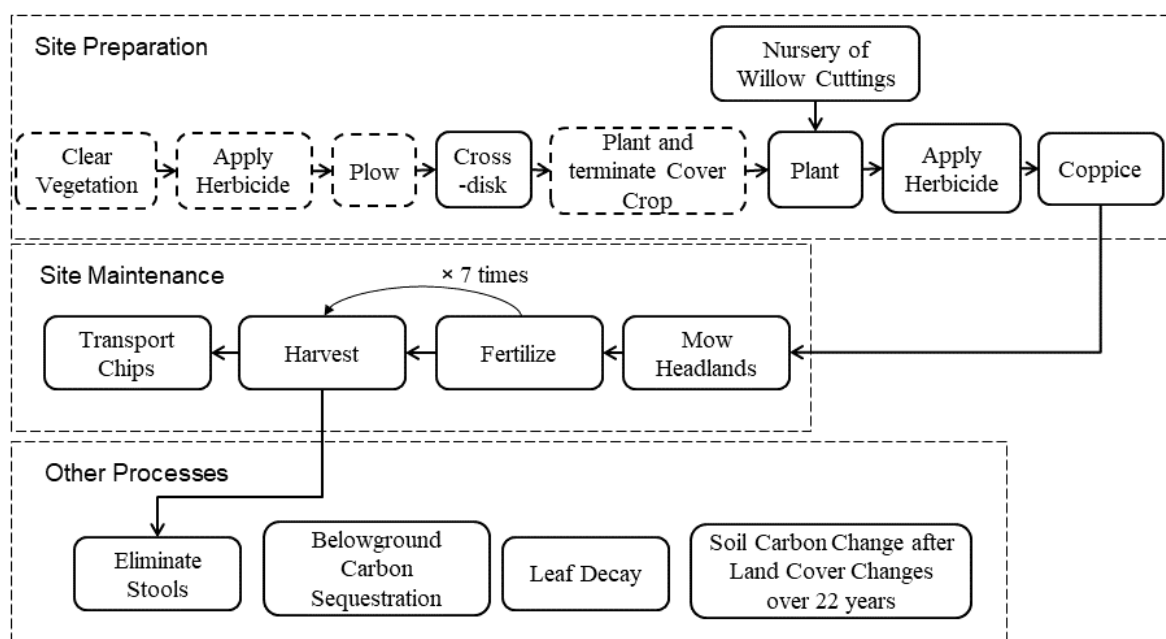 Site Preparation
Nursery of
Willow Cuttings
Clear
Vegetation
Apply
Herbicide
Plow
Cross
-disk
Plant and
terminate Cover
Crop
Plant
Apply
Herbicide
Coppice
Site Maintenance
× 7 times
Transport
Chips
Harvest
Fertilize
Mow
Headlands
Other Processes
Eliminate
Stools
Belowground
Carbon
Sequestration
Leaf Decay
Soil Carbon Change after
Land Cover Changes
over 22 years